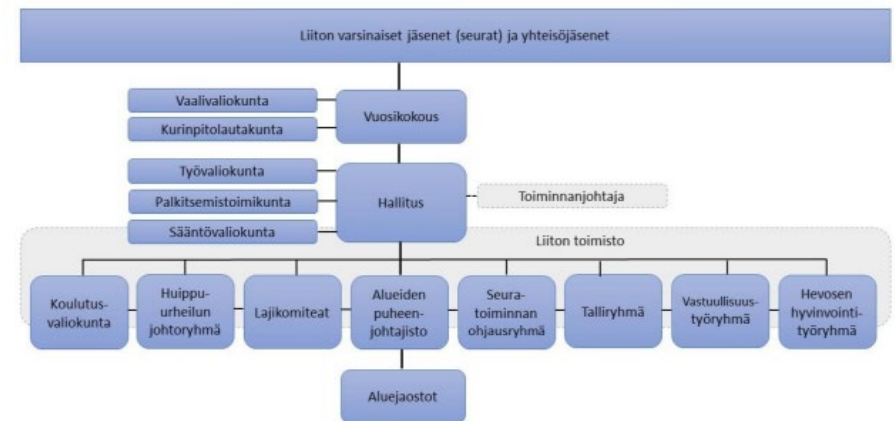 Liiton varsinaiset jäsenet (seurat) ja yhteisöjäsenet
Vaalivaliokunta
Kurinpitolautakunta
Vuosikokous
Työvaliokunta
Palkitsemistoimikunta
Sääntövaliokunta
Hallitus
Toiminnanjohtaja
Liiton toimisto
Koulutus-
valiokunta
Huippu-
urheilun
johtoryhmä
Lajikomiteat
Alueiden
puheen-
johtajisto
Seura-
toiminnan
ohjausryhmä
Talliryhmä
Vastuullisuus-
työryhmä
Hevosen
hyvinvointi-
työryhmä
Aluejaostot